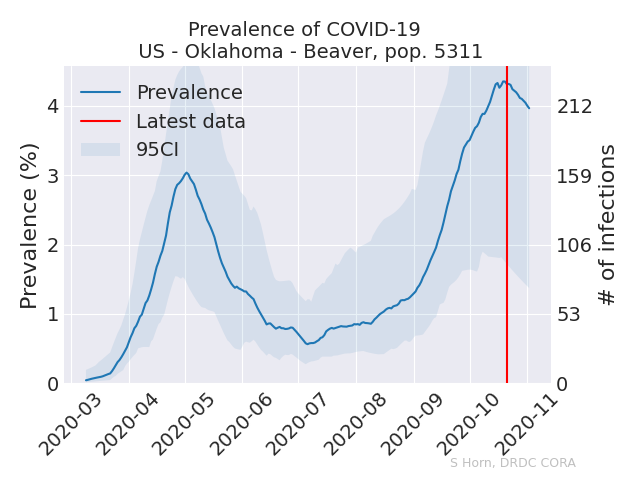 Prevalence of COVID-19
US - Oklahoma - Beaver, pop. 5311
Prevalence
Latest data
95CI
Prevalence (%)
4
3
2
1
0
212
159
106
53
0
# of infections
2020-03
2020-04
2020-05
2020-06
2020-07
2020-08
2020-09
2020-10
2020-11
S Horn, DRDC CORA